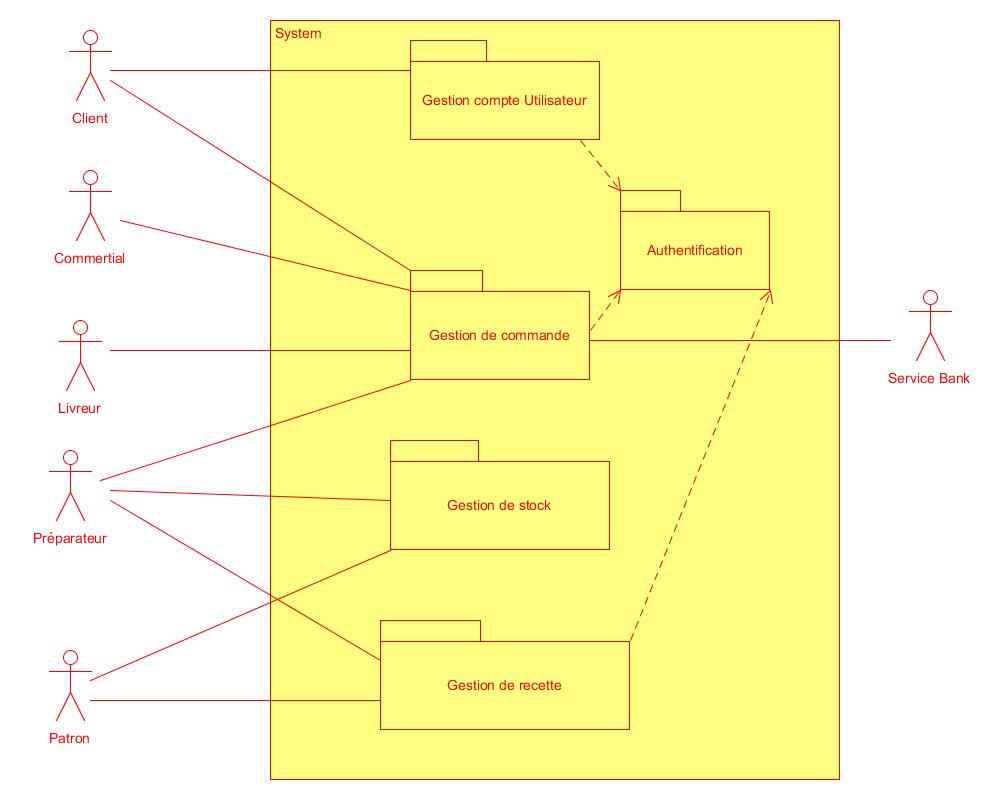 System
Client
Gestion compte Utilisateur
Commertial
Authentification
Gestion de commande
Service Bank
Livreur
Gestion de stock
Préparateur
Gestion de recette
Patron